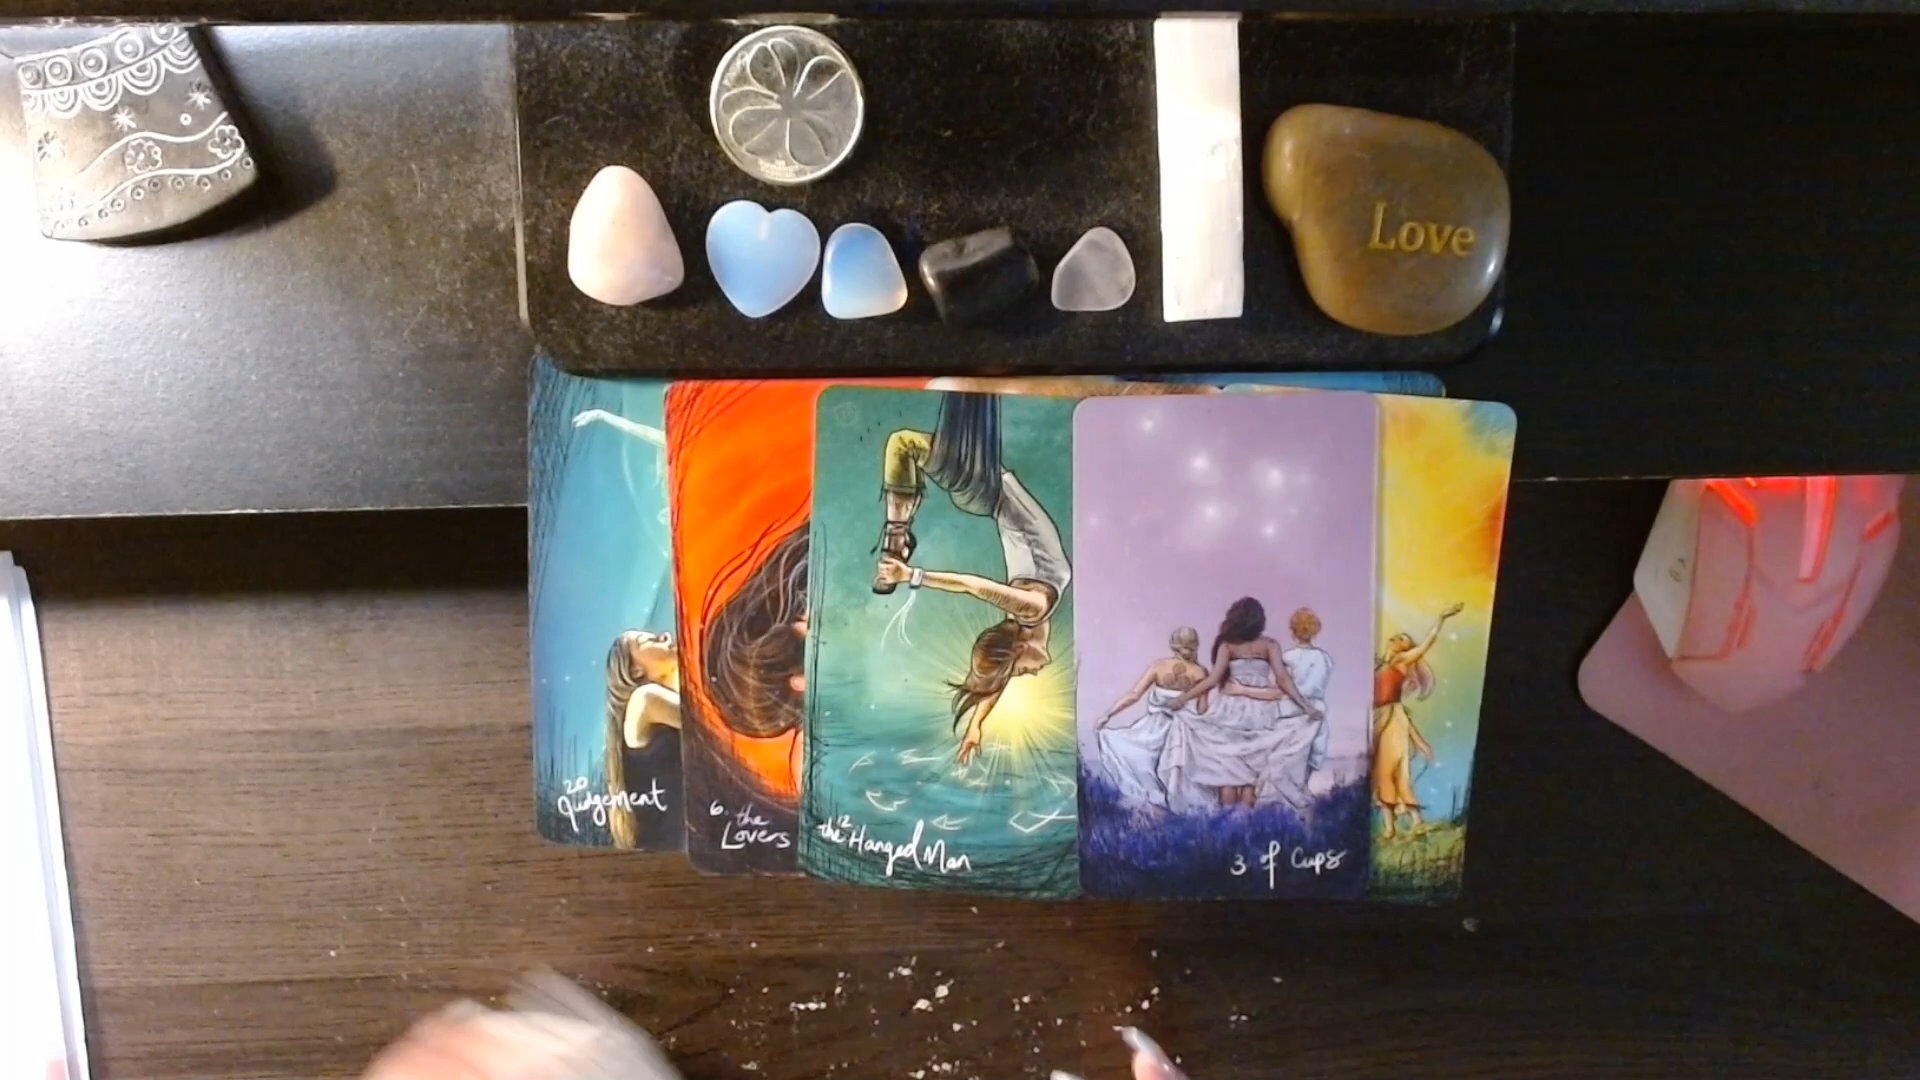 Love
20
Judgement
6. the
Lovers
12
the Hanged Man
3 of Cups